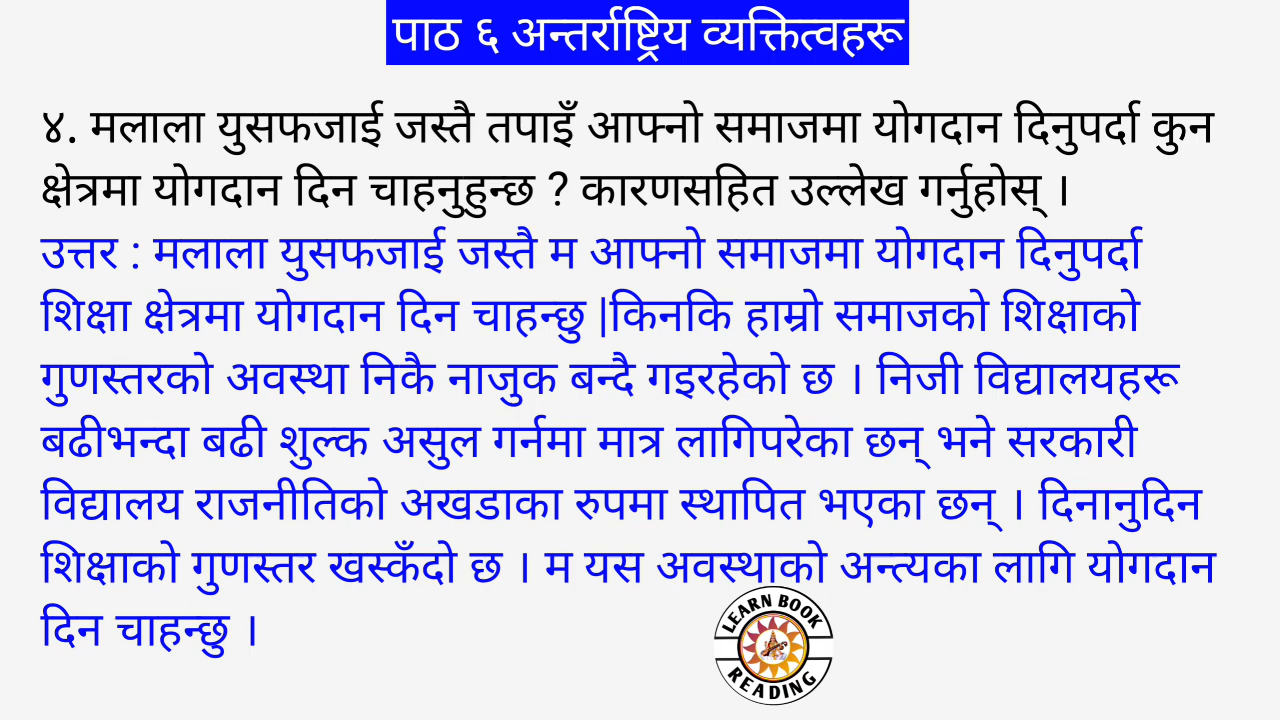 पाठ ६ अन्तर्राष्ट्रिय व्यक्तित्वहरू
४. मलाला युसफजाई जस्तै तपाइँ आफ्नो समाजमा योगदान दिनुपर्दा कुन
क्षेत्रमा योगदान दिन चाहनुहुन्छ ? कारणसहित उल्लेख गर्नुहोस् ।
उत्तर : मलाला युसफजाई जस्तै म आफ्नो समाजमा योगदान दिनुपर्दा
शिक्षा क्षेत्रमा योगदान दिन चाहन्छु |किनकि हाम्रो समाजको शिक्षाको
गुणस्तरको अवस्था निकै नाजुक बन्दै गइरहेको छ । निजी विद्यालयहरू
बढीभन्दा बढी शुल्क असुल गर्नमा मात्र लागिपरेका छन् भने सरकारी
विद्यालय राजनीतिको अखडाका रुपमा स्थापित भएका छन् । दिनानुदिन
शिक्षाको गुणस्तर खस्कँदो छ । म यस अवस्थाको अन्त्यका लागि योगदान
दिन चाहन्छु ।
LEARN BOOK
READING